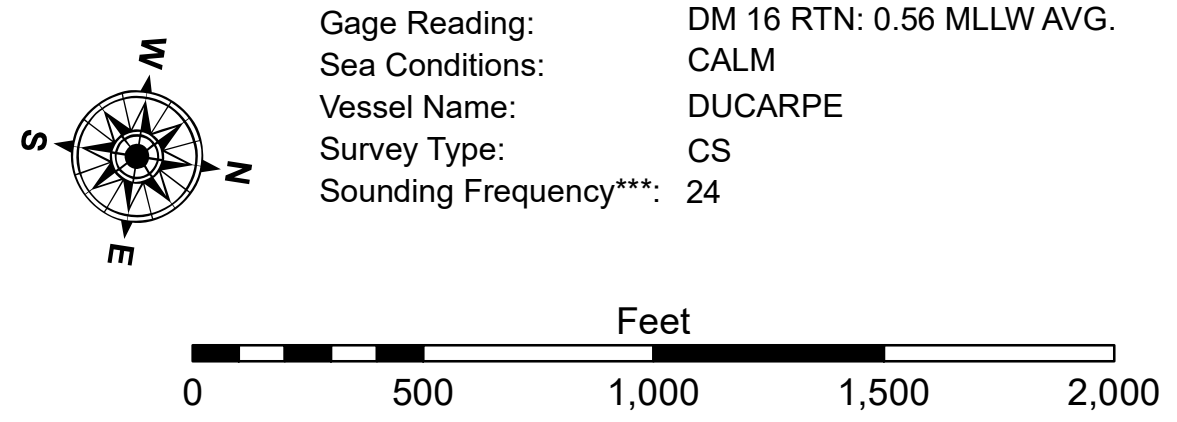 W
S
N
E
Gage Reading: DM 16 RTN: 0.56 MLLW AVG.
Sea Conditions: CALM
Vessel Name: DUCARPE
Survey Type: CS
Sounding Frequency***: 24
Feet
0 500 1,000 1,500 2,000